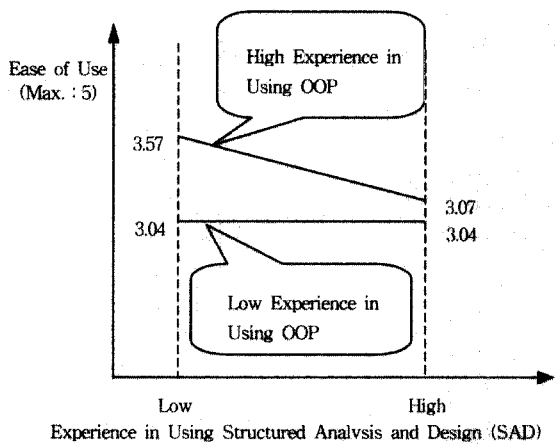 Ease of Use
(Max. : 5)
High Experience in
Using OOP
3.57
3.07
3.04
3.04
Low Experience in
Using OOP
Low
High
Experience in Using Structured Analysis and Design (SAD)